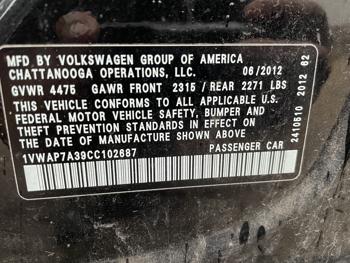 MFD BY VOLKSWAGEN GROUP OF AMERICA
CHATTANOOGA OPERATIONS, LLC. 06/2012
GVWR 4475 GAWR FRONT 2315 / REAR 2271 LBS
THIS VEHICLE CONFORMS TO ALL APPLICABLE U.S.
FEDERAL MOTOR VEHICLE SAFETY, BUMPER AND
THEFT PREVENTION STANDARDS IN EFFECT ON
THE DATE OF MANUFACTURE SHOWN ABOVE
1VWAP7A39CC102687 PASSENGER CAR
2410510 2012 62